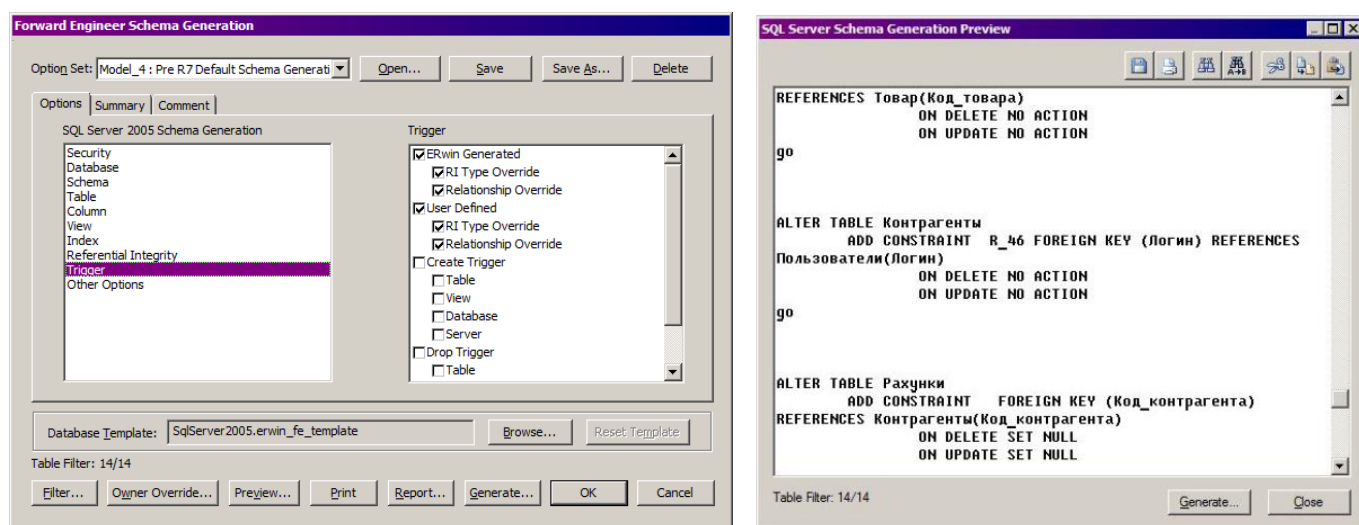 Forward Engineer Schema Generation
Option Set: Model_4 : Pre R7 Default Schema Generati Open... Save Save As... Delete
Options Summary Comment
SQL Server 2005 Schema Generation
Security
Database
Schema
Table
Column
View
Index
Referential Integrity
Trigger
Other Options
Trigger
ERwin Generated
RI Type Override
Relationship Override
User Defined
RI Type Override
Relationship Override
Create Trigger
Table
View
Database
Server
Drop Trigger
Table
Database Template: SqlServer2005.erwin_fe_template Browse... Reset Template
Table Filter: 14/14
Filter... Owner Override... Preview... Print Report... Generate... OK Cancel
SQL Server Schema Generation Preview
A→B
REFERENCES Товар(Код_товара)
ON DELETE NO ACTION
ON UPDATE NO ACTION
go
ALTER TABLE Контрагенты
ADD CONSTRAINT R_46 FOREIGN KEY (Логин) REFERENCES
Пользователи(Логин)
ON DELETE NO ACTION
ON UPDATE NO ACTION
go
ALTER TABLE Рахунки
ADD CONSTRAINT FOREIGN KEY (Код_контрагента)
REFERENCES Контрагенты(Код_контрагента)
ON DELETE SET NULL
ON UPDATE SET NULL
Table Filter: 14/14
Generate... Close